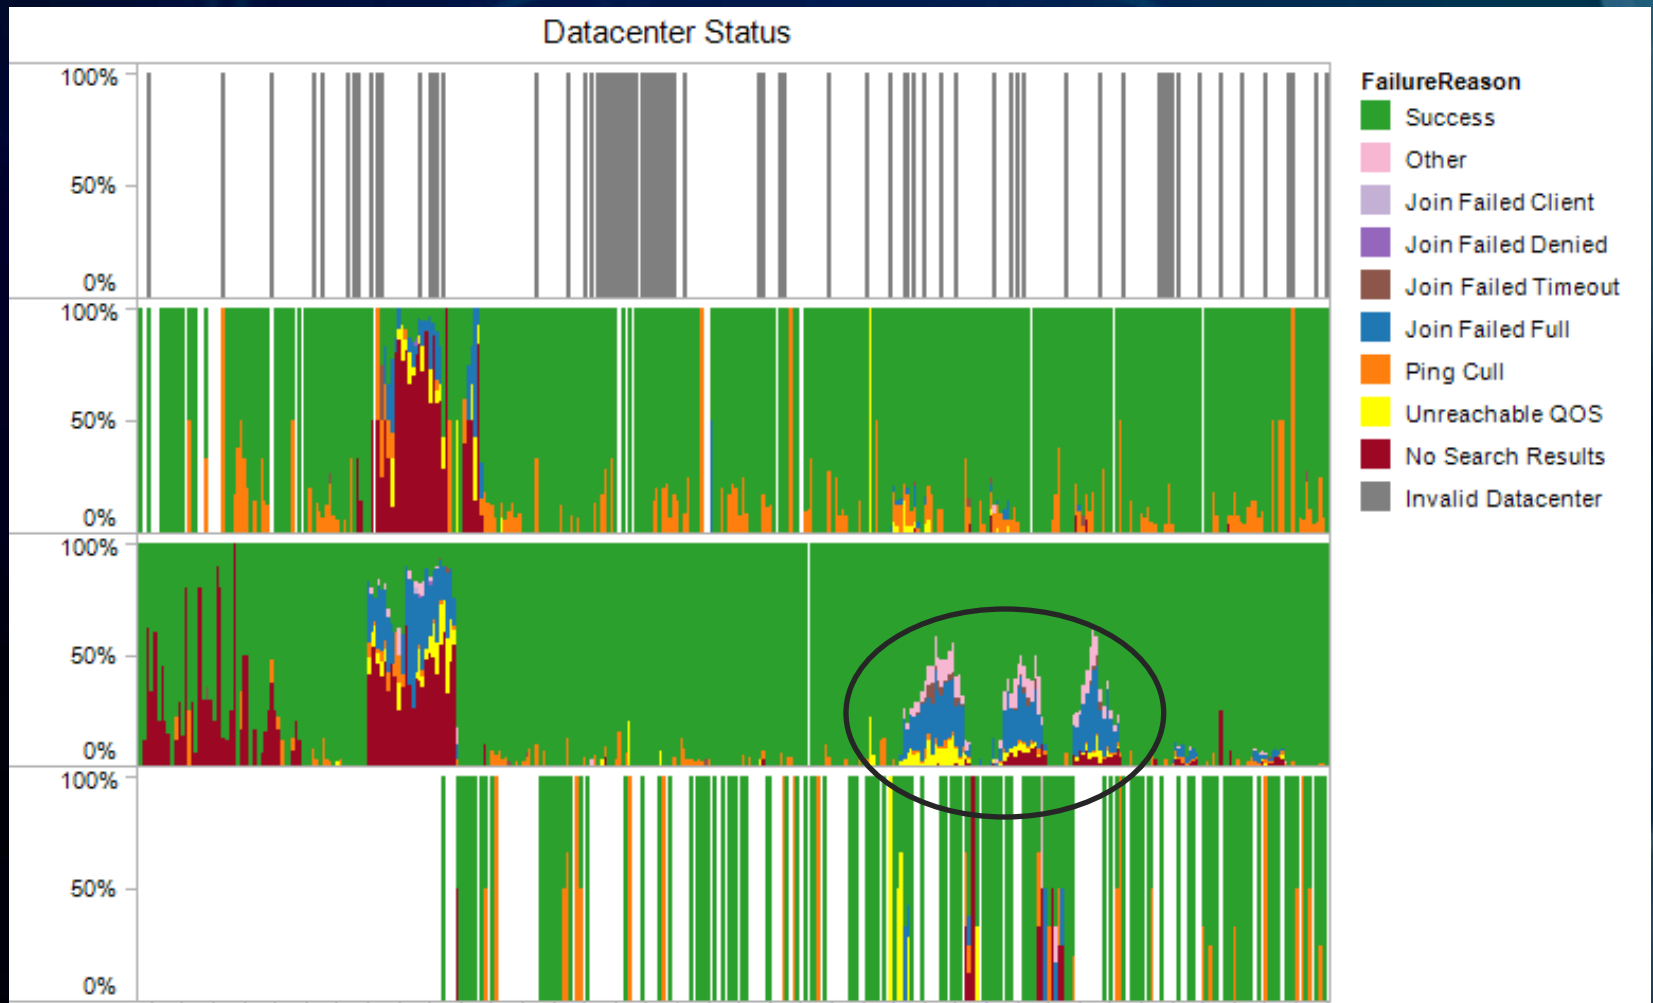 Datacenter Status
100%
50%
0%
100%
50%
0%
100%
50%
0%
100%
50%
0%
FailureReason
Success
Other
Join Failed Client
Join Failed Denied
Join Failed Timeout
Join Failed Full
Ping Cull
Unreachable QOS
No Search Results
Invalid Datacenter